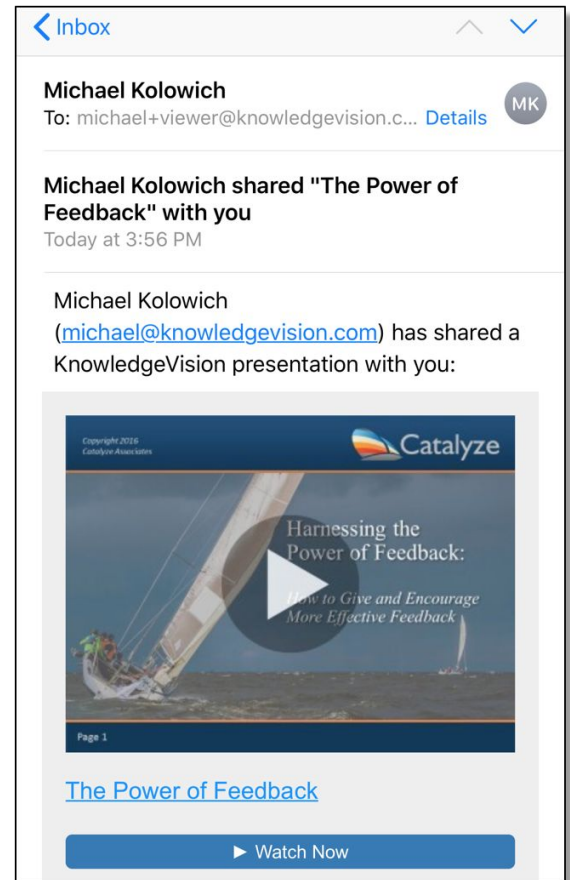 Inbox
Michael Kolowich
MK
To: michael+viewer@knowledgevision.c... Details
Michael Kolowich shared "The Power of
Feedback" with you
Today at 3:56 PM
Michael Kolowich
(michael@knowledgevision.com) has shared a
KnowledgeVision presentation with you:
Copyright 2016
Catalyze Associates
Catalyze
Harnessing the
Power of Feedback:
How to Give and Encourage
More Effective Feedback
Page 1
The Power of Feedback
► Watch Now